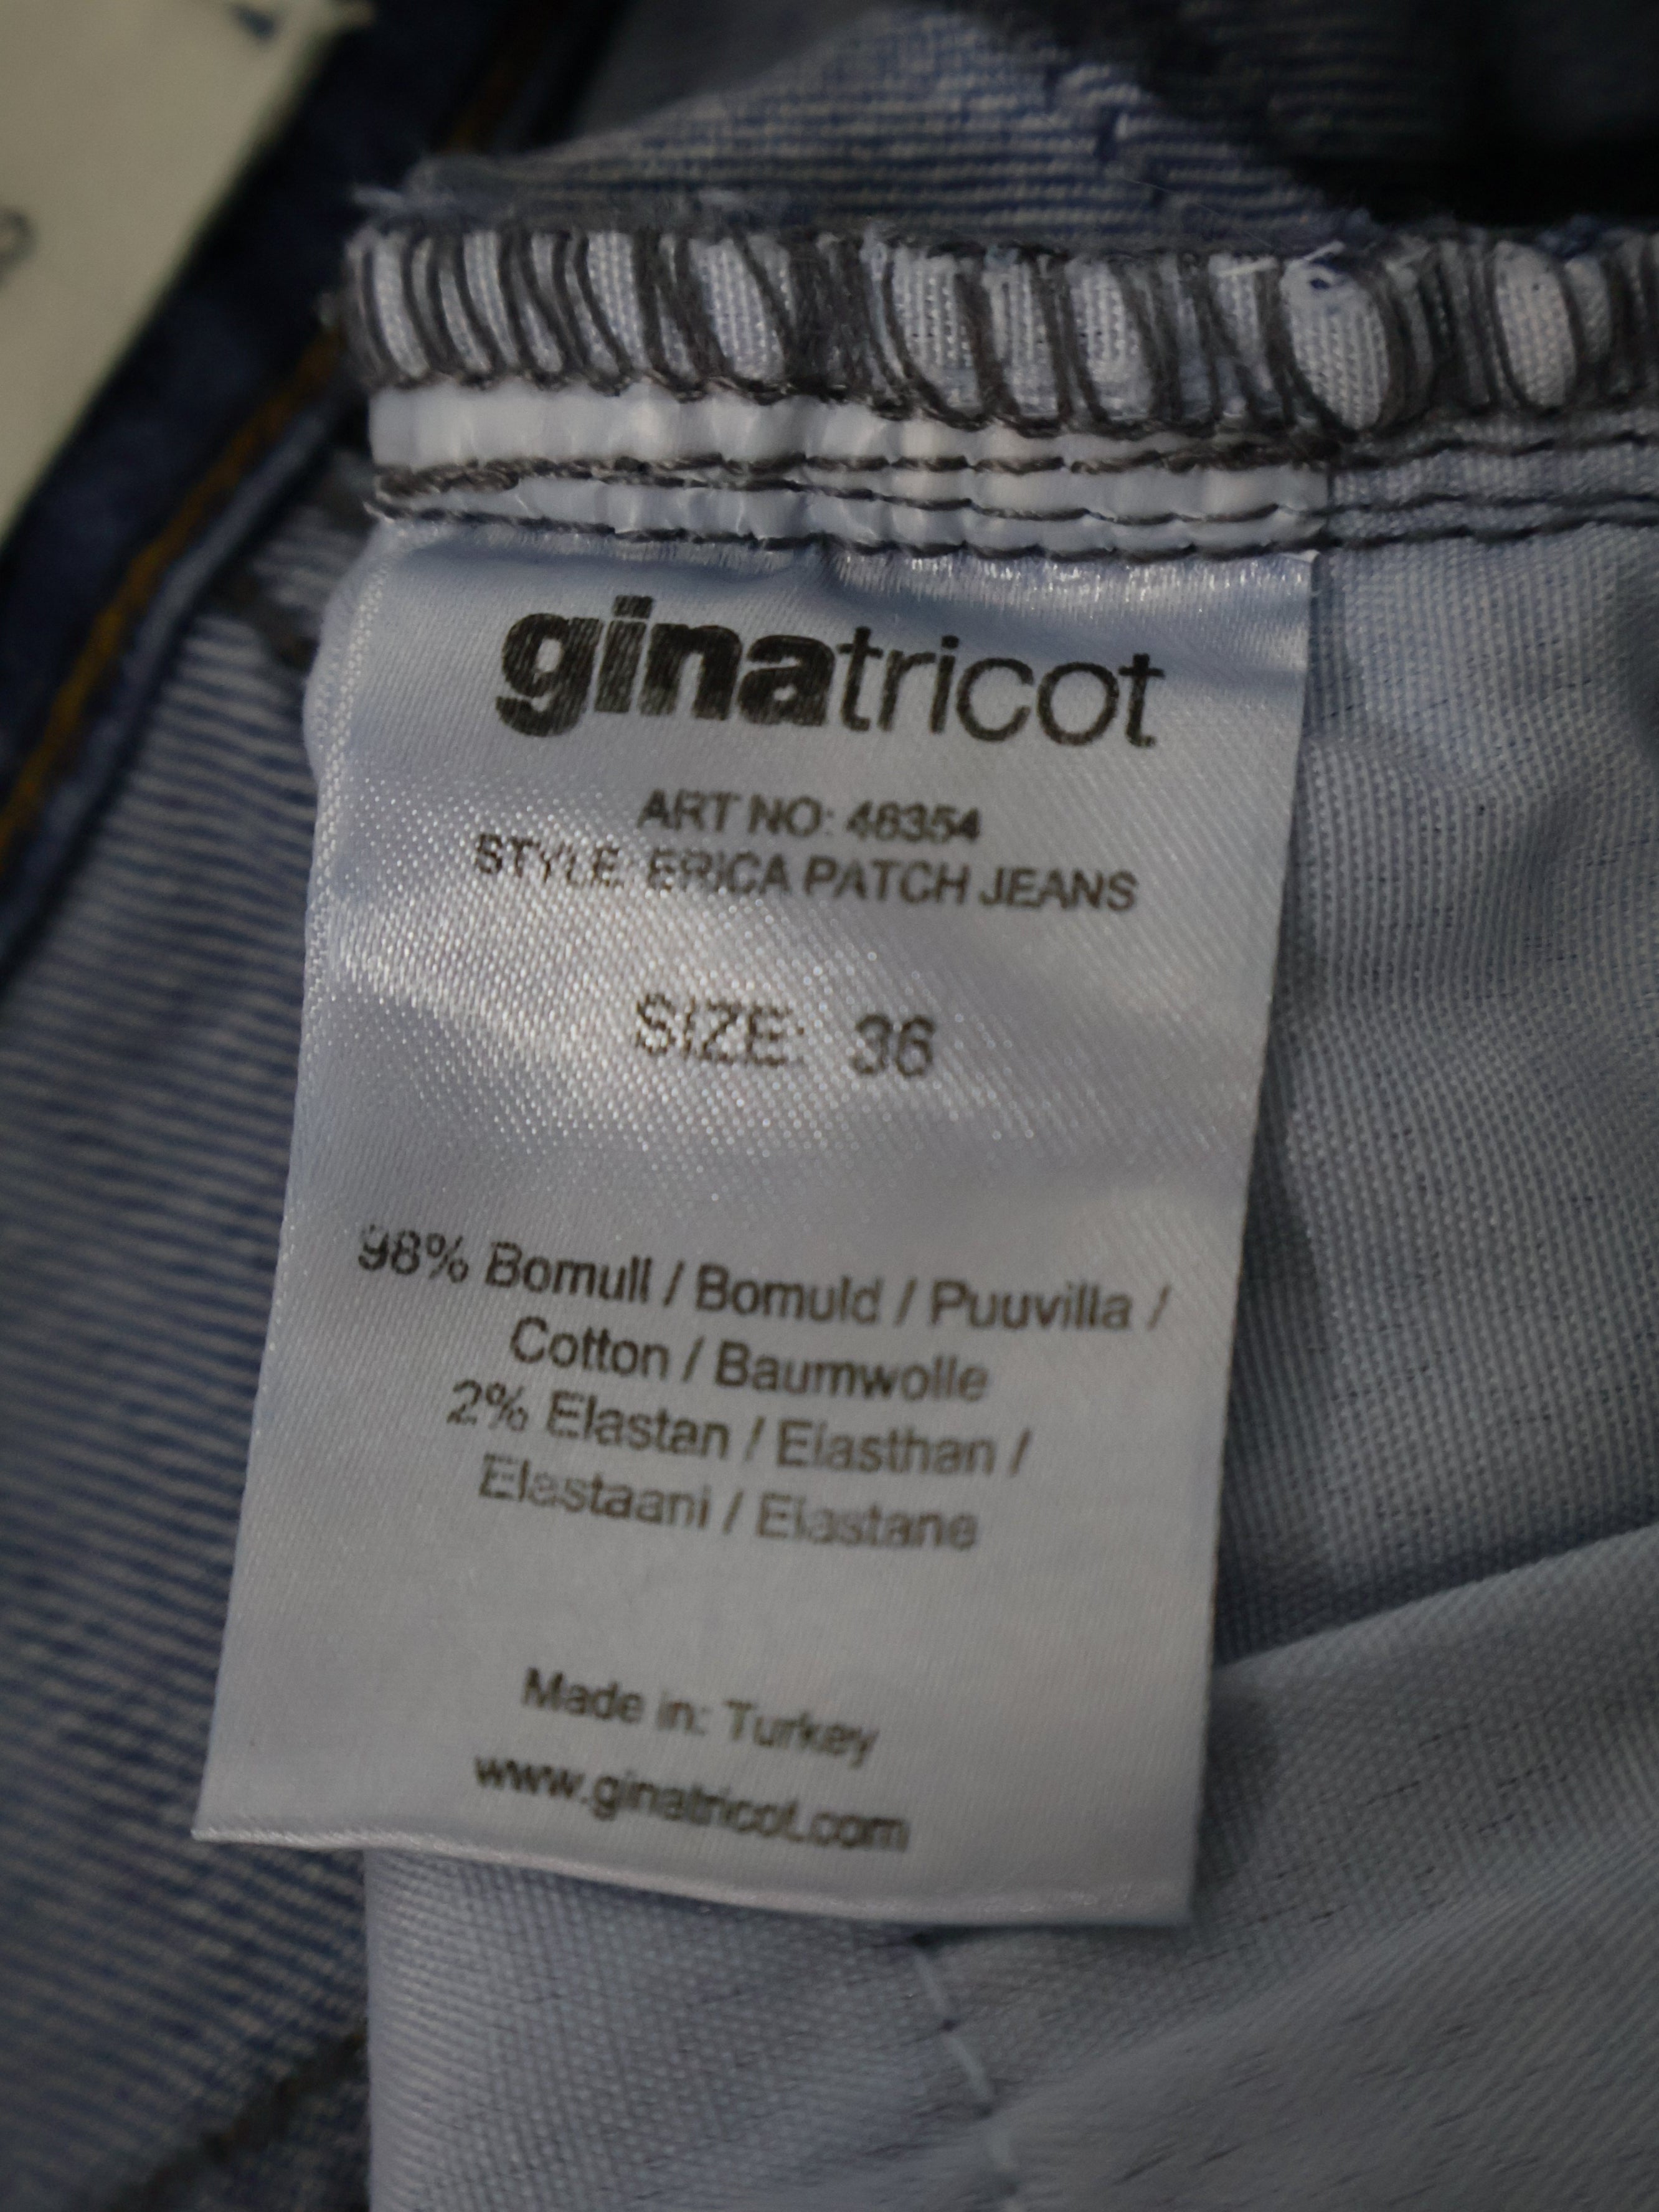 ginatricot
ART NO: 46354
STYLE: ERICA PATCH JEANS
SIZE: 36
98% Bomull / Bomuld / Puuvilla /
Cotton / Baumwolle
2% Elastan / Elasthan /
Elastaani / Elastane
Made in: Turkey
www.ginatricot.com